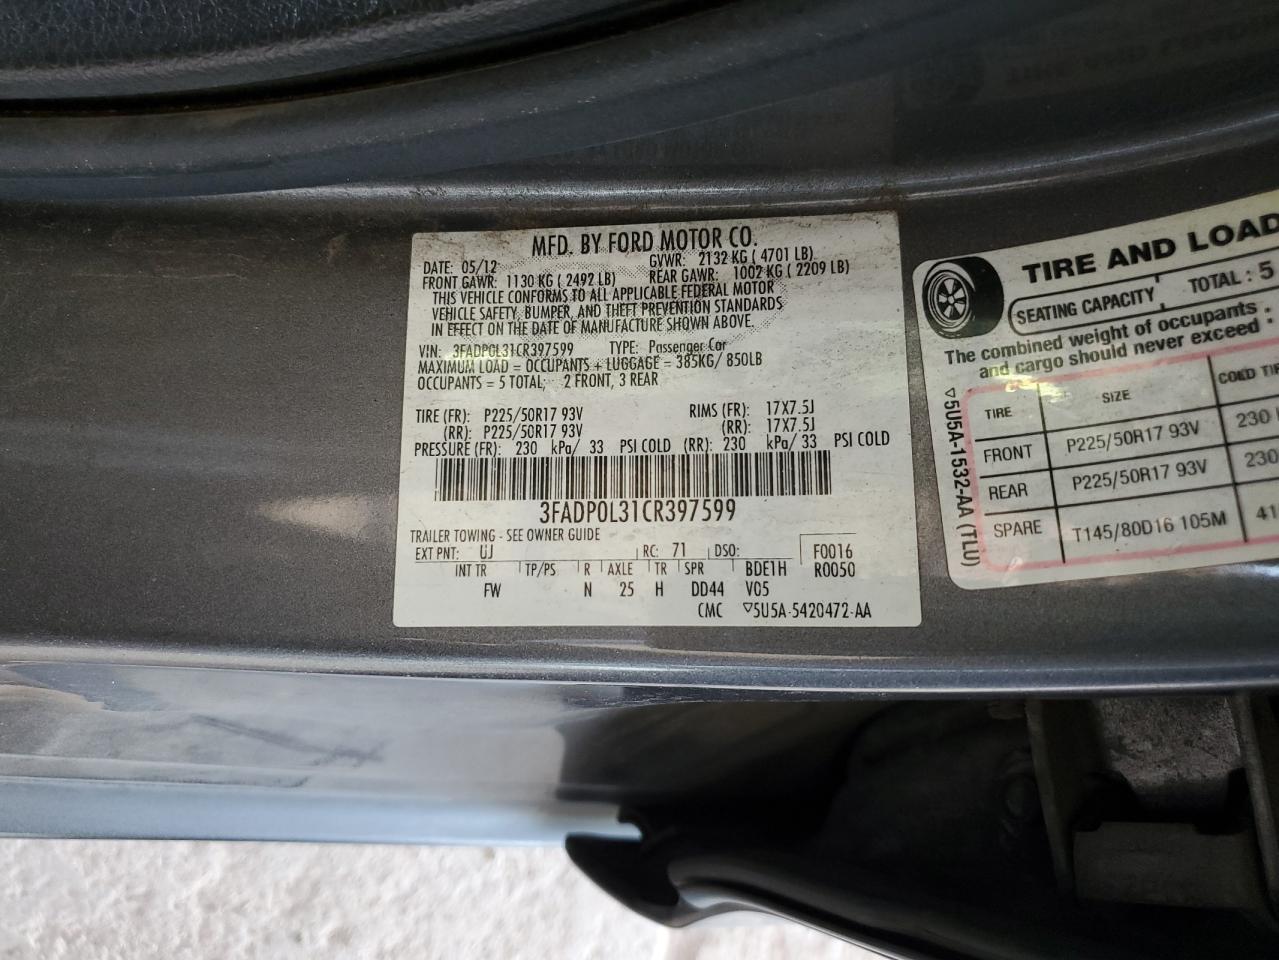 MFD. BY FORD MOTOR CO.
DATE: 05/12 GVWR: 2132 KG ( 4701 LB)
FRONT GAWR: 1130 KG ( 2492 LB) REAR GAWR: 1002 KG ( 2209 LB)
THIS VEHICLE CONFORMS TO ALL APPLICABLE FEDERAL MOTOR
VEHICLE SAFETY, BUMPER, AND THEFT PREVENTION STANDARDS
IN EFFECT ON THE DATE OF MANUFACTURE SHOWN ABOVE.
VIN: 3FADP0L31CR397599 TYPE: Passenger Car
MAXIMUM LOAD = OCCUPANTS + LUGGAGE = 385KG/ 850LB
OCCUPANTS = 5 TOTAL; 2 FRONT, 3 REAR
TIRE (FR): P225/50R17 93V RIMS (FR): 17X7.5J
(RR): P225/50R17 93V (RR): 17X7.5J
PRESSURE (FR): 230 kPa/ 33 PSI COLD (RR): 230 kPa/ 33 PSI COLD
3FADP0L31CR397599
TRAILER TOWING - SEE OWNER GUIDE
EXT PNT: UJ RC: 71 DSO: F0016
INT TR TP/PS R AXLE TR SPR BDE1H R0050
FW N 25 H DD44 V05
CMC ▽5U5A-5420472-AA
TIRE AND LOAD
SEATING CAPACITY TOTAL : 5
The combined weight of occupants
and cargo should never exceed :
TIRE SIZE COLD TI
FRONT P225/50R17 93V 230
REAR P225/50R17 93V 230
SPARE T145/80D16 105M 41
▽5U5A-1532-AA (TLU)